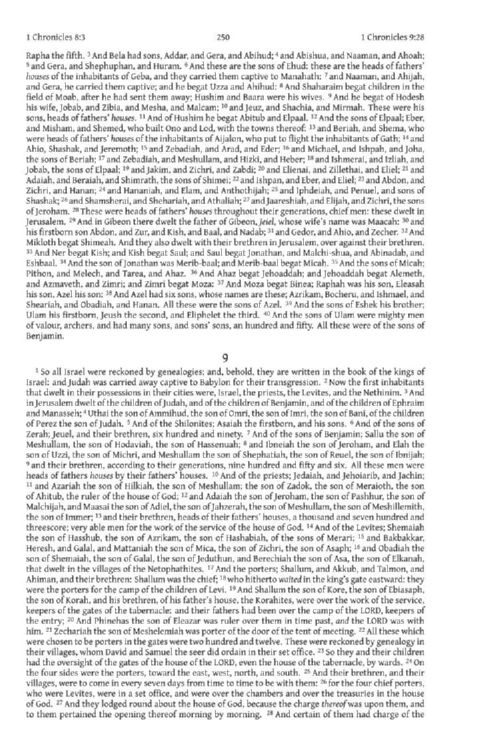 1 Chronicles 8:3 250 1 Chronicles 9:28
Rapha the fifth. 3 And Bela had sons, Addar, and Gera, and Abihud; 4 and Abishua, and Naaman, and Ahoah;
5 and Gera, and Shephuphan, and Huram. 6 And these are the sons of Ehud: these are the heads of fathers'
houses of the inhabitants of Geba, and they carried them captive to Manahath: 7 and Naaman, and Ahijah,
and Gera, he carried them captive; and he begat Uzza and Ahihud: 8 And Shaharaim begat children in the
field of Moab, after he had sent them away; Hushim and Baara were his wives. 9 And he begat of Hodesh
his wife, Jobab, and Zibia, and Mesha, and Malcam; 10 and Jeuz, and Shachia, and Mirmah. These were his
sons, heads of fathers' houses. 11 And of Hushim he begat Abitub and Elpaal. 12 And the sons of Elpaal; Eber,
and Misham, and Shemed, who built Ono and Lod, with the towns thereof: 13 and Beriah, and Shema, who
were heads of fathers' houses of the inhabitants of Aijalon, who put to flight the inhabitants of Gath; 14 and
Ahio, Shashak, and Jeremoth; 15 and Zebadiah, and Arad, and Eder; 16 and Michael, and Ishpah, and Joha,
the sons of Beriah; 17 and Zebadiah, and Meshullam, and Hizki, and Heber; 18 and Ishmerai, and Izliah, and
Jobab, the sons of Elpaal; 19 and Jakim, and Zichri, and Zabdi; 20 and Elienai, and Zillethai, and Eliel; 21 and
Adaiah, and Beraiah, and Shimrath, the sons of Shimei; 22 and Ishpan, and Eber, and Eliel; 23 and Abdon, and
Zichri, and Hanan; 24 and Hananiah, and Elam, and Anthothijah; 25 and Iphdeiah, and Penuel, and sons of
Shashak; 26 and Shamsherai, and Shehariah, and Athaliah; 27 and Jaareshiah, and Elijah, and Zichri, the sons
of Jeroham. 28 These were heads of fathers' houses throughout their generations, chief men: these dwelt in
Jerusalem. 29 And in Gibeon there dwelt the father of Gibeon, Jeiel, whose wife's name was Maacah: 30 and
his firstborn son Abdon, and Zur, and Kish, and Baal, and Nadab; 31 and Gedor, and Ahio, and Zecher. 32 And
Mikloth begat Shimeah. And they also dwelt with their brethren in Jerusalem, over against their brethren.
33 And Ner begat Kish; and Kish begat Saul; and Saul begat Jonathan, and Malchi-shua, and Abinadab, and
Eshbaal. 34 And the son of Jonathan was Merib-baal; and Merib-baal begat Micah. 35 And the sons of Micah;
Pithon, and Melech, and Tarea, and Ahaz. 36 And Ahaz begat Jehoaddah; and Jehoaddah begat Alemeth,
and Azmaveth, and Zimri; and Zimri begat Moza: 37 And Moza begat Binea; Raphah was his son, Eleasah
his son, Azel his son: 38 And Azel had six sons, whose names are these; Azrikam, Bocheru, and Ishmael, and
Sheariah, and Obadiah, and Hanan. All these were the sons of Azel. 39 And the sons of Eshek his brother;
Ulam his firstborn, Jeush the second, and Eliphelet the third. 40 And the sons of Ulam were mighty men
of valour, archers, and had many sons, and sons' sons, an hundred and fifty. All these were of the sons of
Benjamin.
9
1 So all Israel were reckoned by genealogies; and, behold, they are written in the book of the kings of
Israel: and Judah was carried away captive to Babylon for their transgression. 2 Now the first inhabitants
that dwelt in their possessions in their cities were, Israel, the priests, the Levites, and the Nethinim. 3 And
in Jerusalem dwelt of the children of Judah, and of the children of Benjamin, and of the children of Ephraim
and Manasseh; 4 Uthai the son of Ammihud, the son of Omri, the son of Imri, the son of Bani, of the children
of Perez the son of Judah. 5 And of the Shilonites; Asaiah the firstborn, and his sons. 6 And of the sons of
Zerah; Jeuel, and their brethren, six hundred and ninety. 7 And of the sons of Benjamin; Sallu the son of
Meshullam, the son of Hodaviah, the son of Hassenuah; 8 and Ibneiah the son of Jeroham, and Elah the
son of Uzzi, the son of Michri, and Meshullam the son of Shephatiah, the son of Reuel, the son of Ibnijah;
9 and their brethren, according to their generations, nine hundred and fifty and six. All these men were
heads of fathers houses by their fathers' houses. 10 And of the priests; Jedaiah, and Jehoiarib, and Jachin;
11 and Azariah the son of Hilkiah, the son of Meshullam; the son of Zadok, the son of Meraioth, the son
of Ahitub, the ruler of the house of God; 12 and Adaiah the son of Jeroham, the son of Pashhur, the son of
Malchijah, and Maasai the son of Adiel, the son of Jahzerah, the son of Meshullam, the son of Meshillemith,
the son of Immer; 13 and their brethren, heads of their fathers' houses, a thousand and seven hundred and
threescore; very able men for the work of the service of the house of God. 14 And of the Levites; Shemaiah
the son of Hasshub, the son of Azrikam, the son of Hashabiah, of the sons of Merari; 15 and Bakbakkar,
Heresh, and Galal, and Mattaniah the son of Mica, the son of Zichri, the son of Asaph; 16 and Obadiah the
son of Shemaiah, the son of Galal, the son of Jeduthun, and Berechiah the son of Asa, the son of Elkanah,
that dwelt in the villages of the Netophathites. 17 And the porters; Shallum, and Akkub, and Talmon, and
Ahiman, and their brethren: Shallum was the chief; 18 who hitherto waited in the king's gate eastward: they
were the porters for the camp of the children of Levi. 19 And Shallum the son of Kore, the son of Ebiasaph,
the son of Korah, and his brethren, of his father's house, the Korahites, were over the work of the service,
keepers of the gates of the tabernacle: and their fathers had been over the camp of the LORD, keepers of
the entry; 20 And Phinehas the son of Eleazar was ruler over them in time past, and the LORD was with
him. 21 Zechariah the son of Meshelemiah was porter of the door of the tent of meeting. 22 All these which
were chosen to be porters in the gates were two hundred and twelve. These were reckoned by genealogy in
their villages, whom David and Samuel the seer did ordain in their set office. 23 So they and their children
had the oversight of the gates of the house of the LORD, even the house of the tabernacle, by wards. 24 On
the four sides were the porters, toward the east, west, north, and south. 25 And their brethren, and their
villages, were to come in every seven days from time to time to be with them: 26 for the four chief porters,
who were Levites, were in a set office, and were over the chambers and over the treasuries in the house
of God. 27 And they lodged round about the house of God, because the charge thereof was upon them, and
to them pertained the opening thereof morning by morning. 28 And certain of them had charge of the